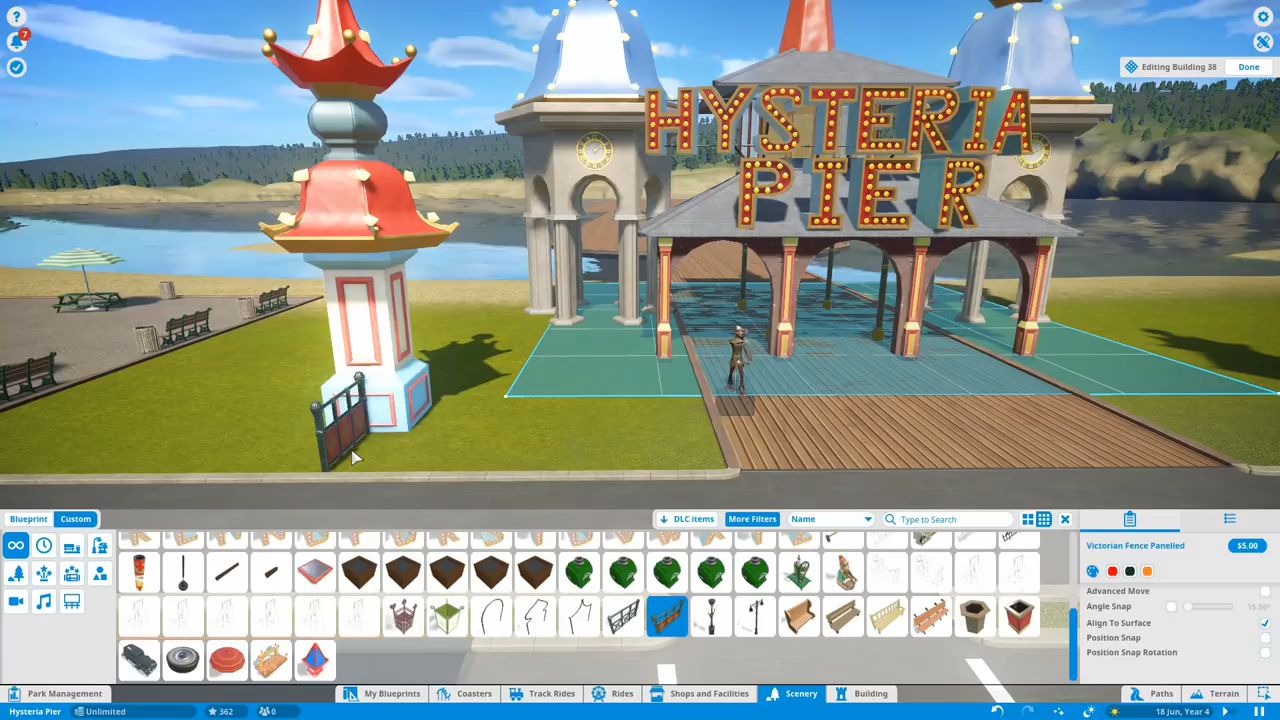 ?
7
Editing Building 38 Done
HYSTERIA
PIER
Blueprint Custom
DLC items More Filters Name Type to Search
Victorian Fence Panelled $5.00
Advanced Move
Angle Snap 15.00°
Align To Surface
Position Snap
Position Snap Rotation
Park Management My Blueprints Coasters Track Rides Rides Shops and Facilities Scenery Building Paths Terrain
Hysteria Pier Unlimited 362 0 18 Jun, Year 4